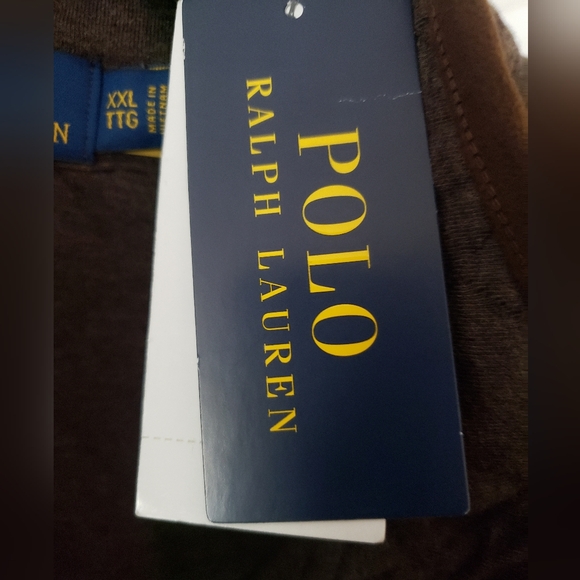 N
XXL
TTG
MADE IN
VIETNAM
POLO
RALPH LAUREN